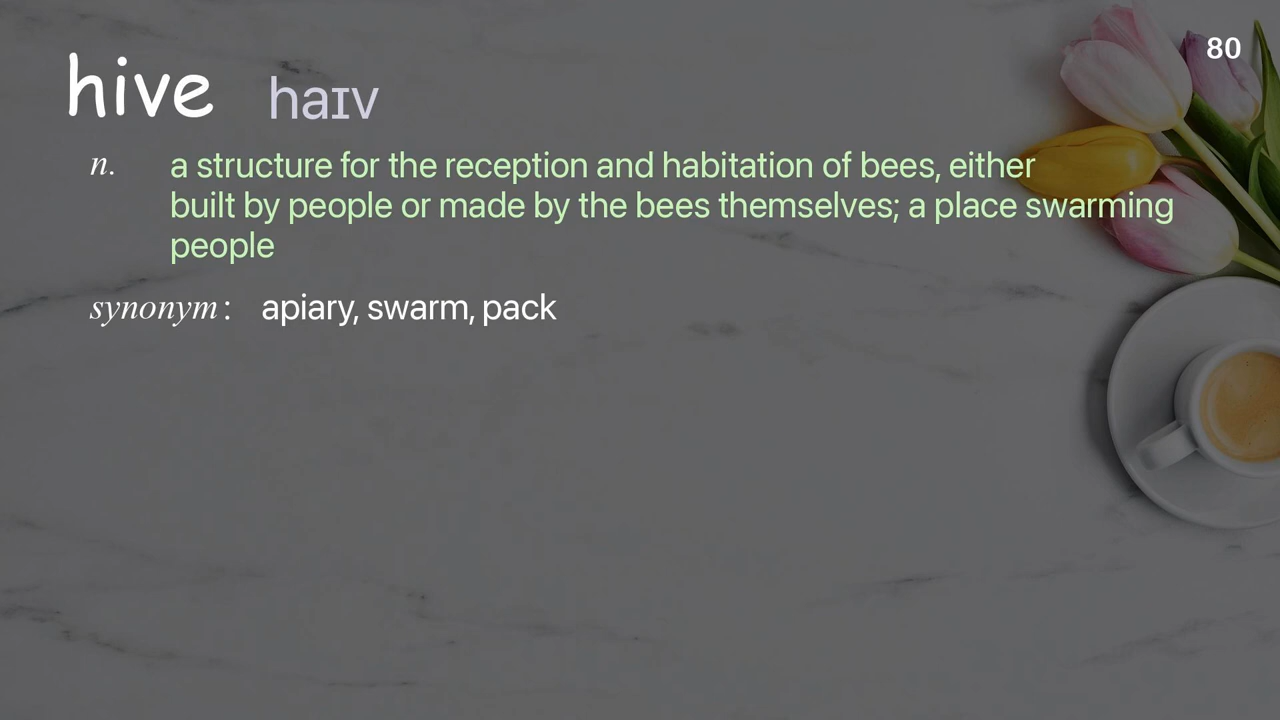 80
hive haɪv
n. a structure for the reception and habitation of bees, either
built by people or made by the bees themselves; a place swarming
people
synonym: apiary, swarm, pack